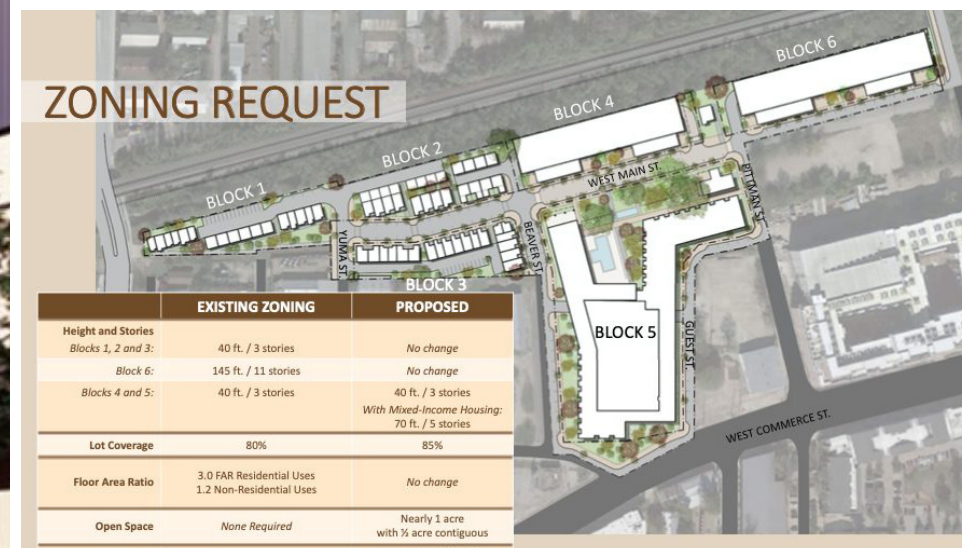 ZONING REQUEST
BLOCK 1
BLOCK 2
BLOCK 4
BLOCK 6
WEST MAIN ST.
PITTMAN ST.
YUMA ST.
BEAVER ST.
BLOCK 3
BLOCK 5
GUEST ST.
WEST COMMERCE ST.
EXISTING ZONING PROPOSED
Height and Stories
Blocks 1, 2 and 3: 40 ft. / 3 stories No change
Block 6: 145 ft. / 11 stories No change
Blocks 4 and 5: 40 ft. / 3 stories 40 ft. / 3 stories
With Mixed-Income Housing:
70 ft. / 5 stories
Lot Coverage 80% 85%
Floor Area Ratio 3.0 FAR Residential Uses
1.2 Non-Residential Uses No change
Open Space None Required Nearly 1 acre
with ½ acre contiguous